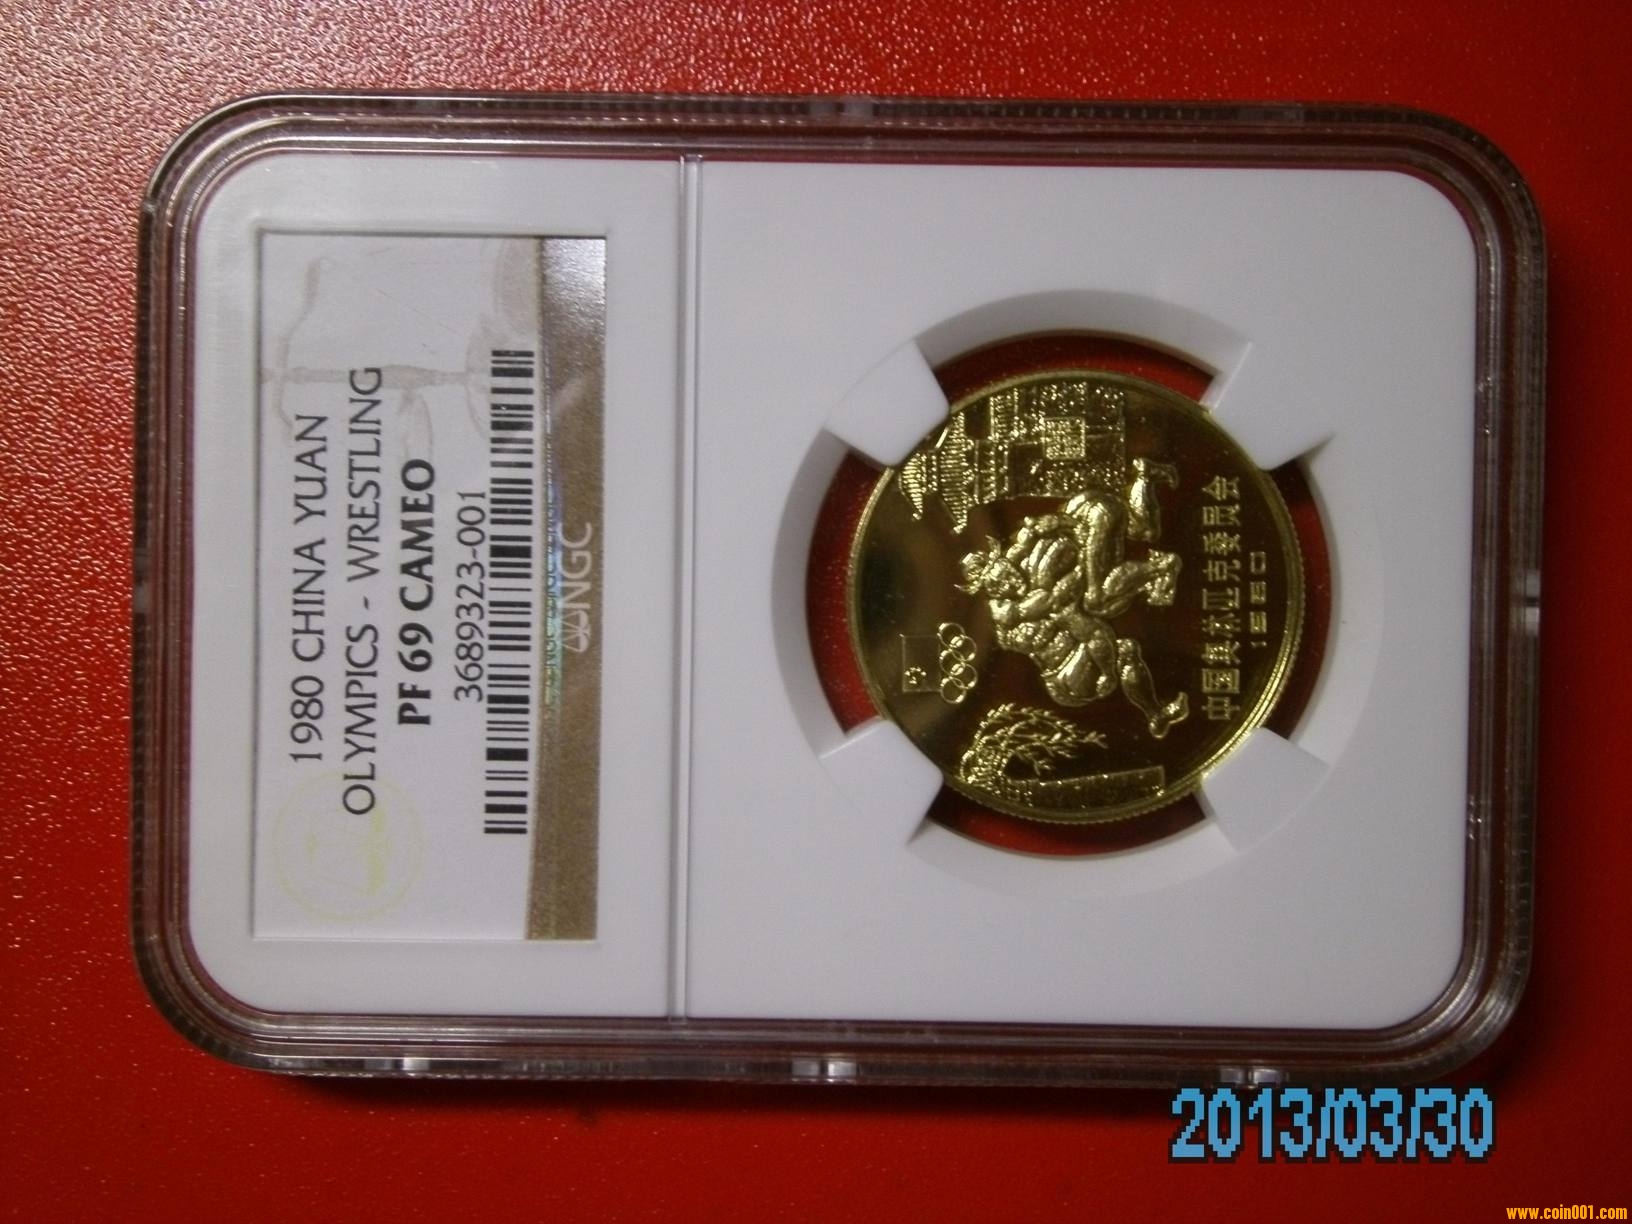 1980 CHINA YUAN
OLYMPICS - WRESTLING
PF 69 CAMEO
3689323-001
NGC
中国奥林匹克委员会
1980
2013/03/30
www.coin001.com